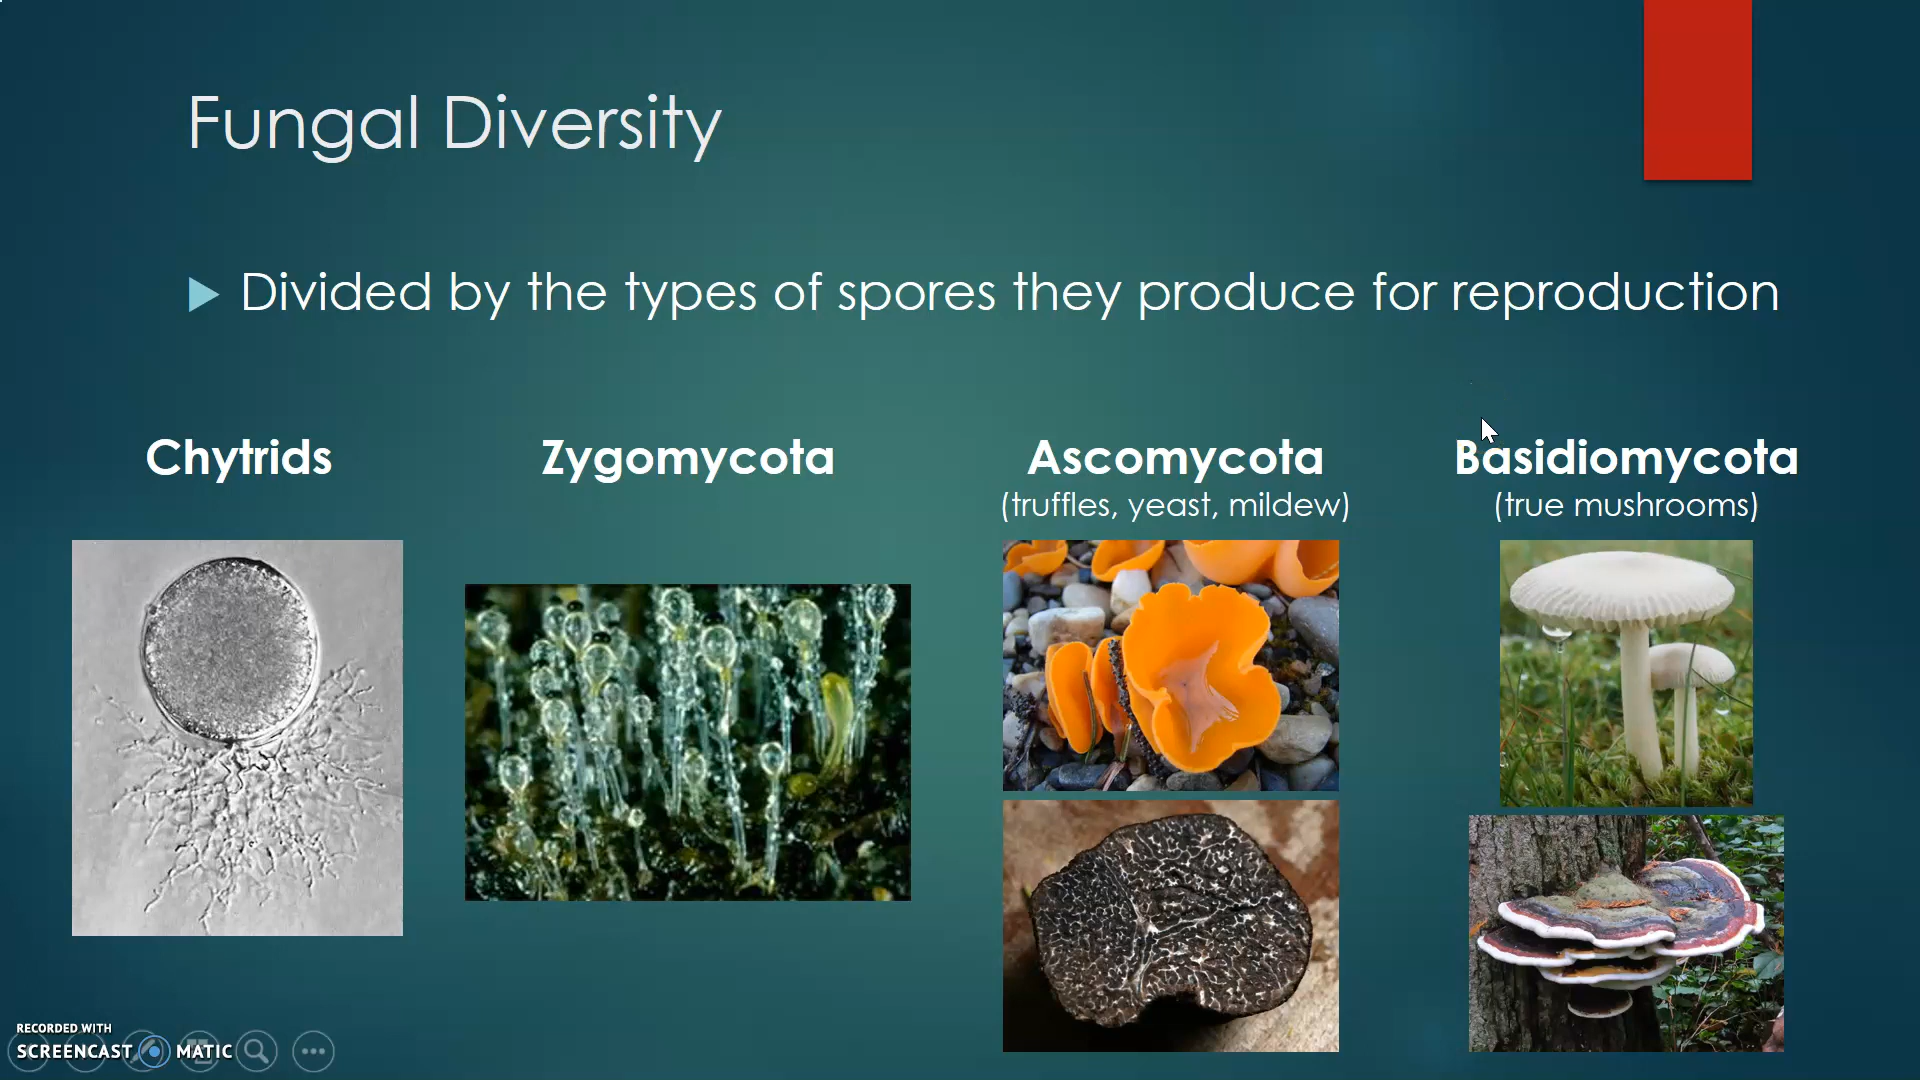 Fungal Diversity
Divided by the types of spores they produce for reproduction
Chytrids
Zygomycota
Ascomycota
(truffles, yeast, mildew)
Basidiomycota
(true mushrooms)
RECORDED WITH
SCREENCAST MATIC